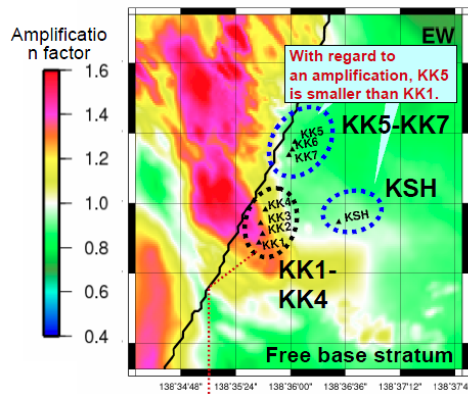 Amplificatio
n factor
1.6
1.4
1.2
1.0
0.8
0.6
0.4
EW
With regard to
an amplification, KK5
is smaller than KK1.
KK5
KK6
KK7
KK5-KK7
KSH
KSH
KK4
KK3
KK2
KK1
KK1-
KK4
Free base stratum
138'34'48" 138'35'24" 138'36'00" 138'36'36" 138'37'12" 138'37'4